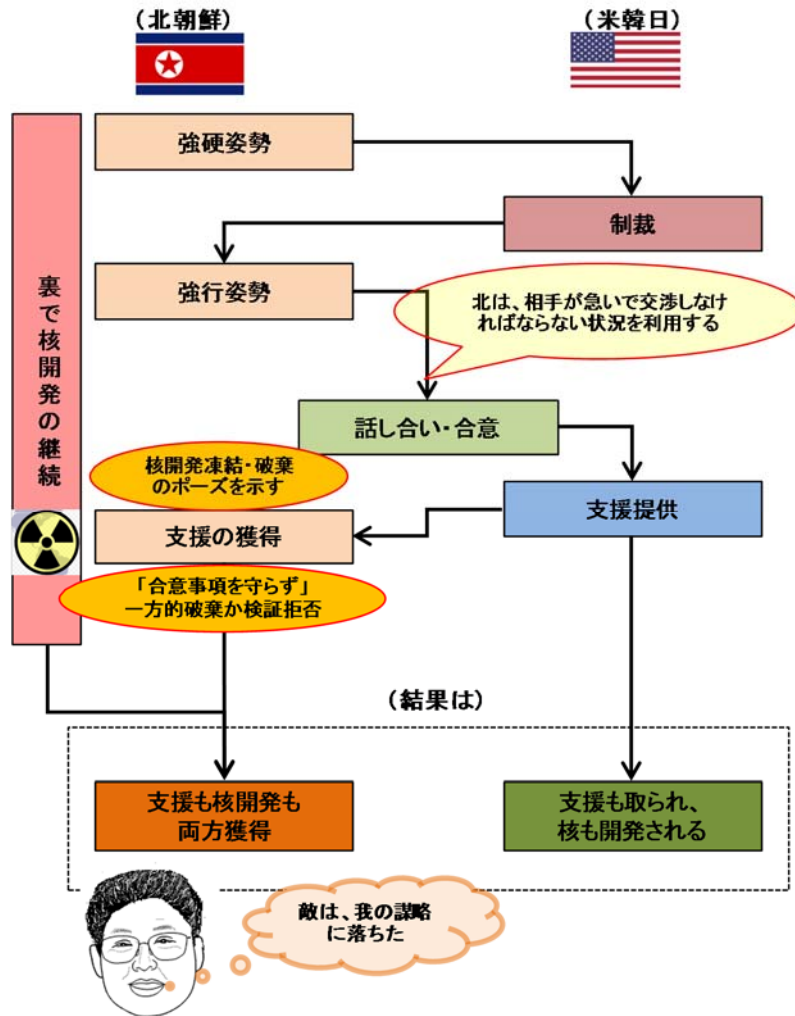 (北朝鮮)
(米韓日)
強硬姿勢
制裁
強行姿勢
北は、相手が急いで交渉しなけ
ればならない状況を利用する
裏で核開発の継続
話し合い・合意
核開発凍結・破棄
のポーズを示す
支援提供
支援の獲得
「合意事項を守らず」
一方的破棄か検証拒否
(結果は)
支援も核開発も
両方獲得
支援も取られ、
核も開発される
敵は、我の謀略
に落ちた